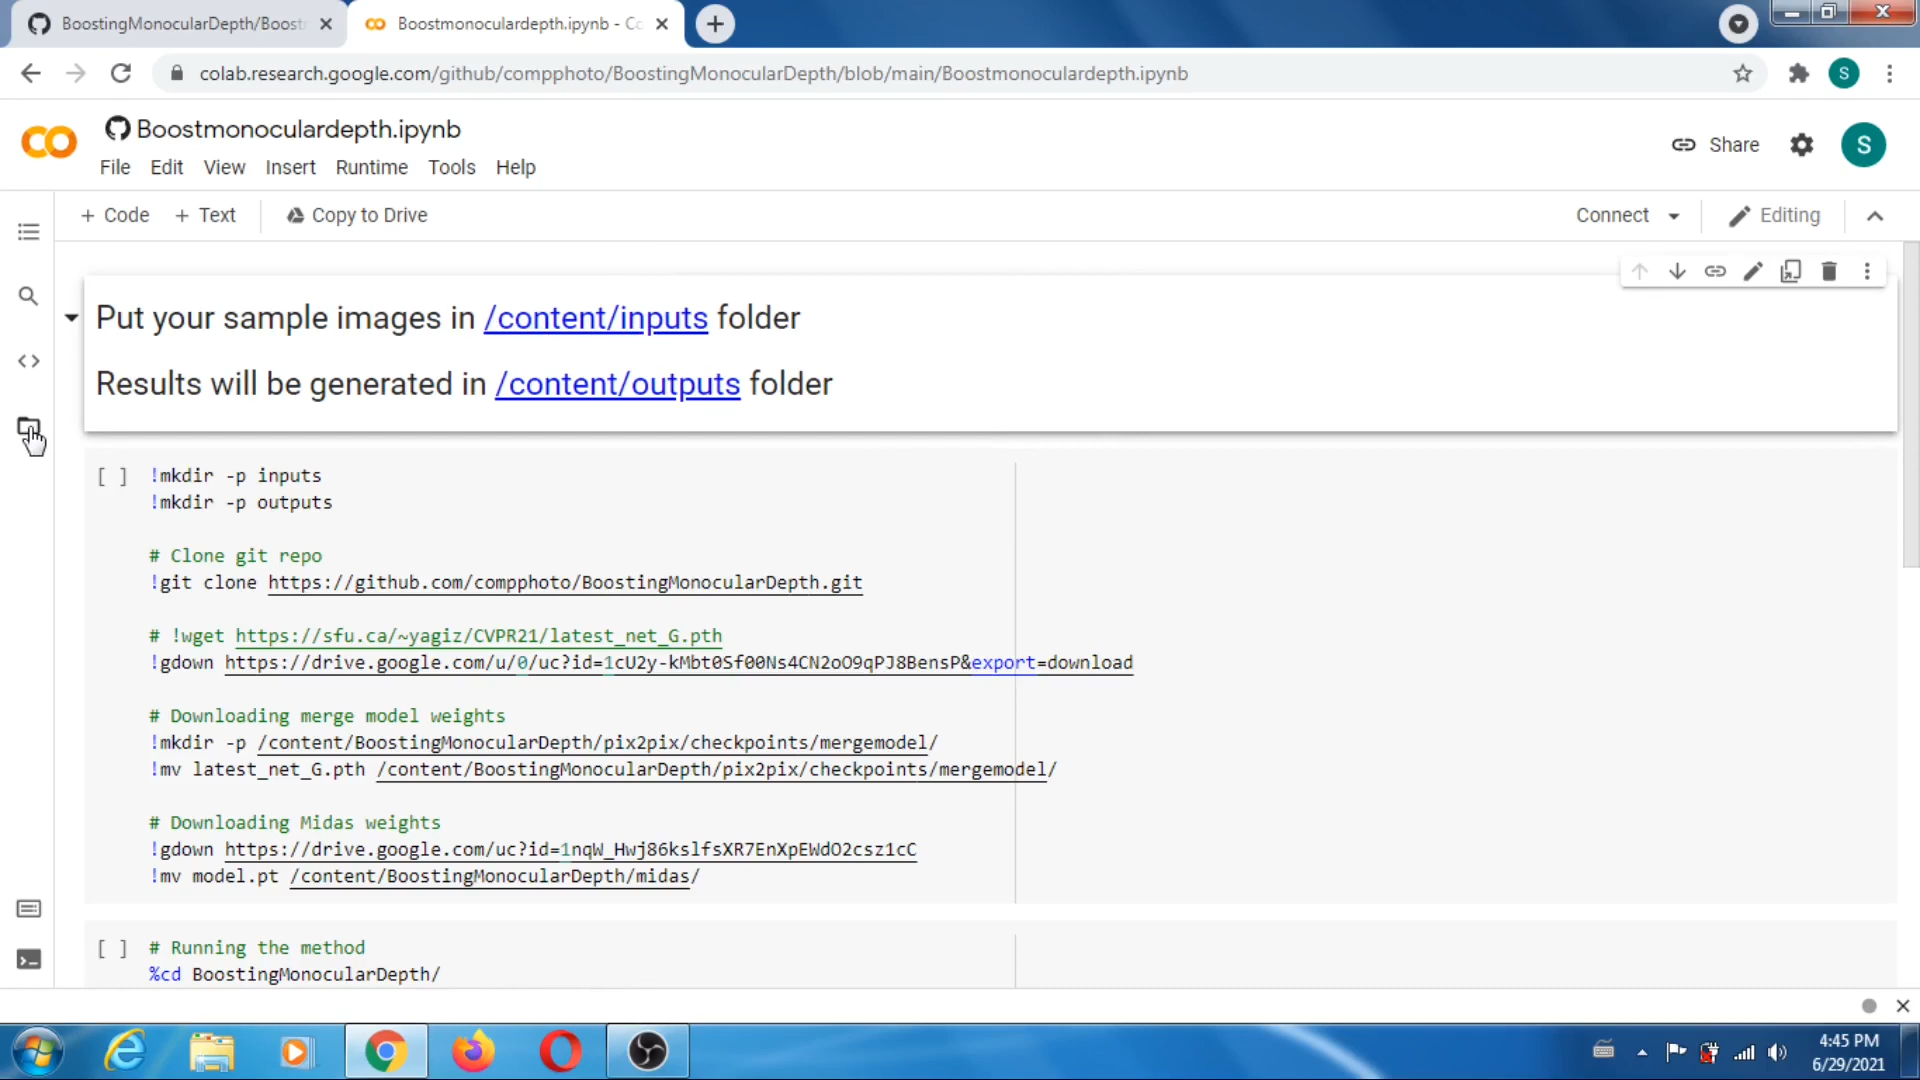 BoostingMonocularDepth/Boost
Boostmonoculardepth.ipynb - Co
colab.research.google.com/github/compphoto/BoostingMonocularDepth/blob/main/Boostmonoculardepth.ipynb
S
Boostmonoculardepth.ipynb
File Edit View Insert Runtime Tools Help
Share
S
+ Code + Text Copy to Drive
Connect
Editing
Put your sample images in /content/inputs folder
Results will be generated in /content/outputs folder
[ ] !mkdir -p inputs
!mkdir -p outputs
# Clone git repo
!git clone https://github.com/compphoto/BoostingMonocularDepth.git
# !wget https://sfu.ca/~yagiz/CVPR21/latest_net_G.pth
!gdown https://drive.google.com/u/0/uc?id=1cU2y-kMbt0Sf00Ns4CN2oO9qPJ8BensP&export=download
# Downloading merge model weights
!mkdir -p /content/BoostingMonocularDepth/pix2pix/checkpoints/mergemodel/
!mv latest_net_G.pth /content/BoostingMonocularDepth/pix2pix/checkpoints/mergemodel/
# Downloading Midas weights
!gdown https://drive.google.com/uc?id=1nqW_Hwj86kslfsXR7EnXpEWdO2csz1cC
!mv model.pt /content/BoostingMonocularDepth/midas/
[ ] # Running the method
%cd BoostingMonocularDepth/
4:45 PM
6/29/2021